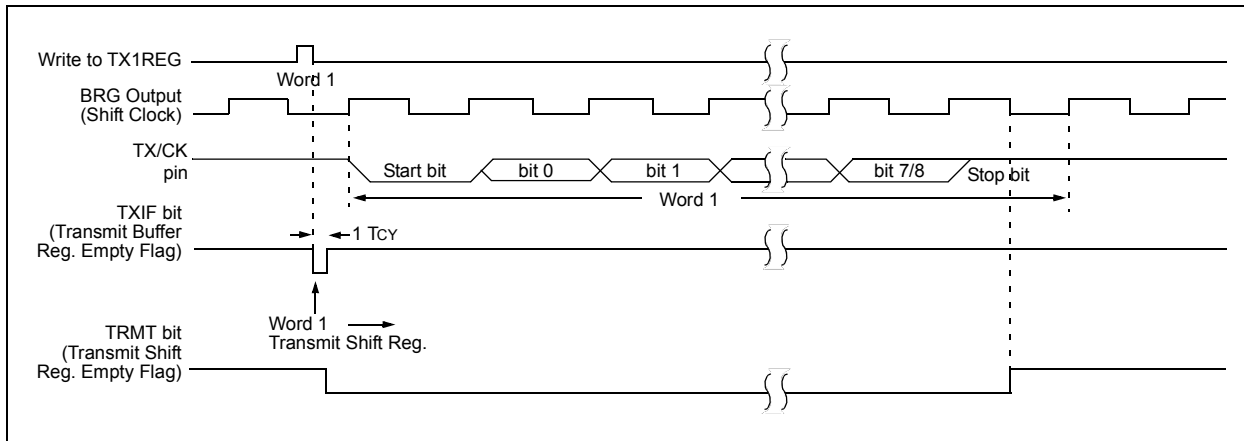 Write to TX1REG
Word 1
BRG Output
(Shift Clock)
TX/CK
pin
Start bit
bit 0
bit 1
bit 7/8
Stop bit
Word 1
TXIF bit
(Transmit Buffer
Reg. Empty Flag)
1 TCY
Word 1
Transmit Shift Reg.
TRMT bit
(Transmit Shift
Reg. Empty Flag)